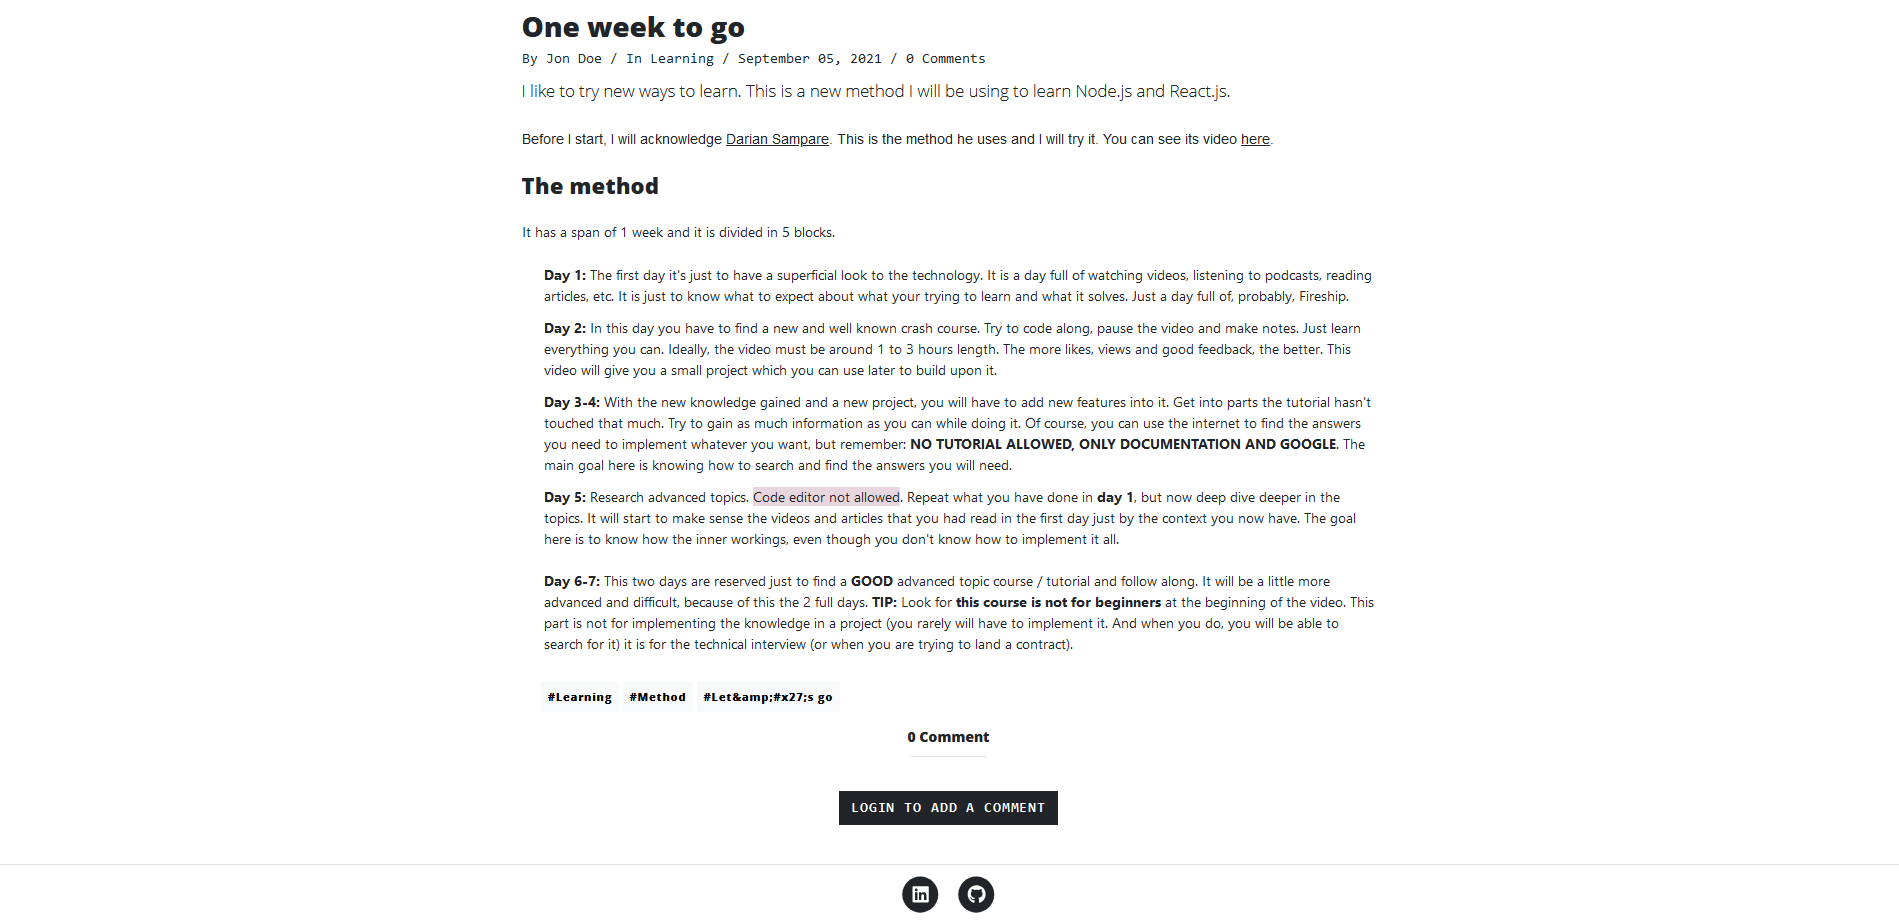 One week to go
By Jon Doe / In Learning / September 05, 2021 / 0 Comments
I like to try new ways to learn. This is a new method I will be using to learn Node.js and React.js.
Before I start, I will acknowledge Darian Sampare. This is the method he uses and I will try it. You can see its video here.
The method
It has a span of 1 week and it is divided in 5 blocks.
Day 1: The first day it's just to have a superficial look to the technology. It is a day full of watching videos, listening to podcasts, reading
articles, etc. It is just to know what to expect about what your trying to learn and what it solves. Just a day full of, probably, Fireship.
Day 2: In this day you have to find a new and well known crash course. Try to code along, pause the video and make notes. Just learn
everything you can. Ideally, the video must be around 1 to 3 hours length. The more likes, views and good feedback, the better. This
video will give you a small project which you can use later to build upon it.
Day 3-4: With the new knowledge gained and a new project, you will have to add new features into it. Get into parts the tutorial hasn't
touched that much. Try to gain as much information as you can while doing it. Of course, you can use the internet to find the answers
you need to implement whatever you want, but remember: NO TUTORIAL ALLOWED, ONLY DOCUMENTATION AND GOOGLE. The
main goal here is knowing how to search and find the answers you will need.
Day 5: Research advanced topics. Code editor not allowed. Repeat what you have done in day 1, but now deep dive deeper in the
topics. It will start to make sense the videos and articles that you had read in the first day just by the context you now have. The goal
here is to know how the inner workings, even though you don't know how to implement it all.
Day 6-7: This two days are reserved just to find a GOOD advanced topic course / tutorial and follow along. It will be a little more
advanced and difficult, because of this the 2 full days. TIP: Look for this course is not for beginners at the beginning of the video. This
part is not for implementing the knowledge in a project (you rarely will have to implement it. And when you do, you will be able to
search for it) it is for the technical interview (or when you are trying to land a contract).
#Learning #Method #Let&amp;#x27;s go
0 Comment
LOGIN TO ADD A COMMENT
in